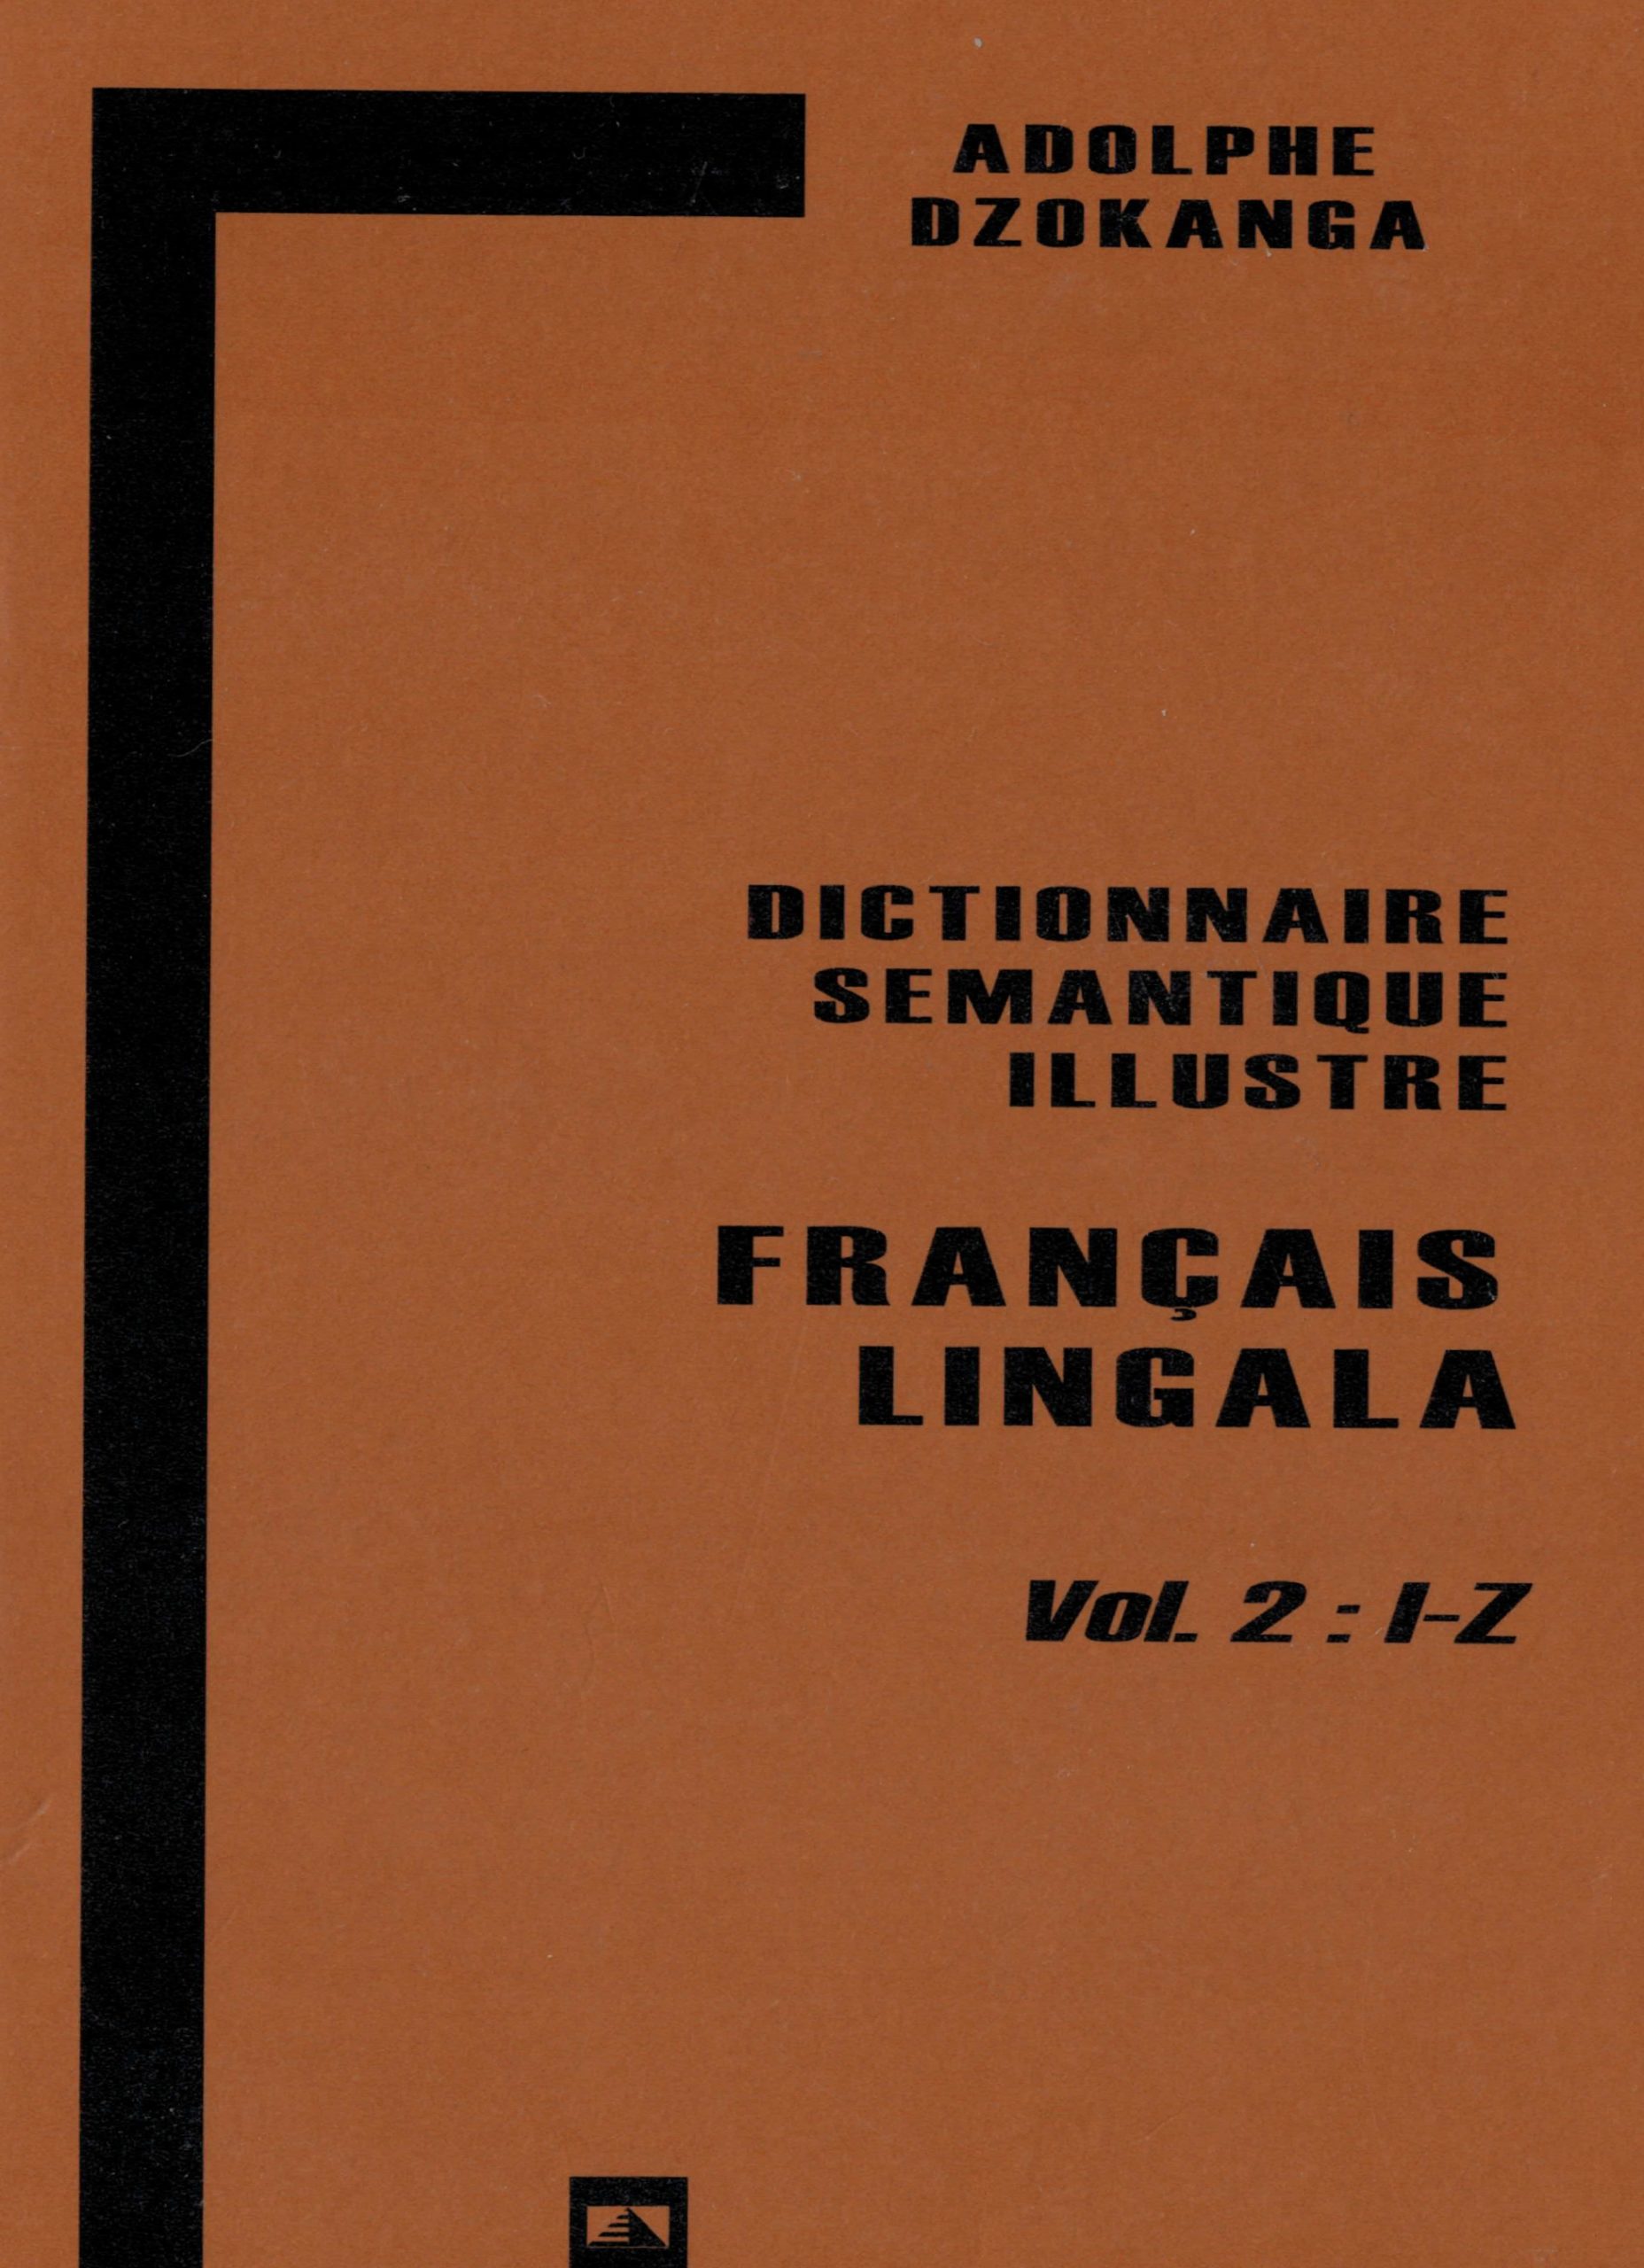 ADOLPHE
DZOKANGA
DICTIONNAIRE
SEMANTIQUE
ILLUSTRE
FRANÇAIS
LINGALA
Vol. 2 : I-Z